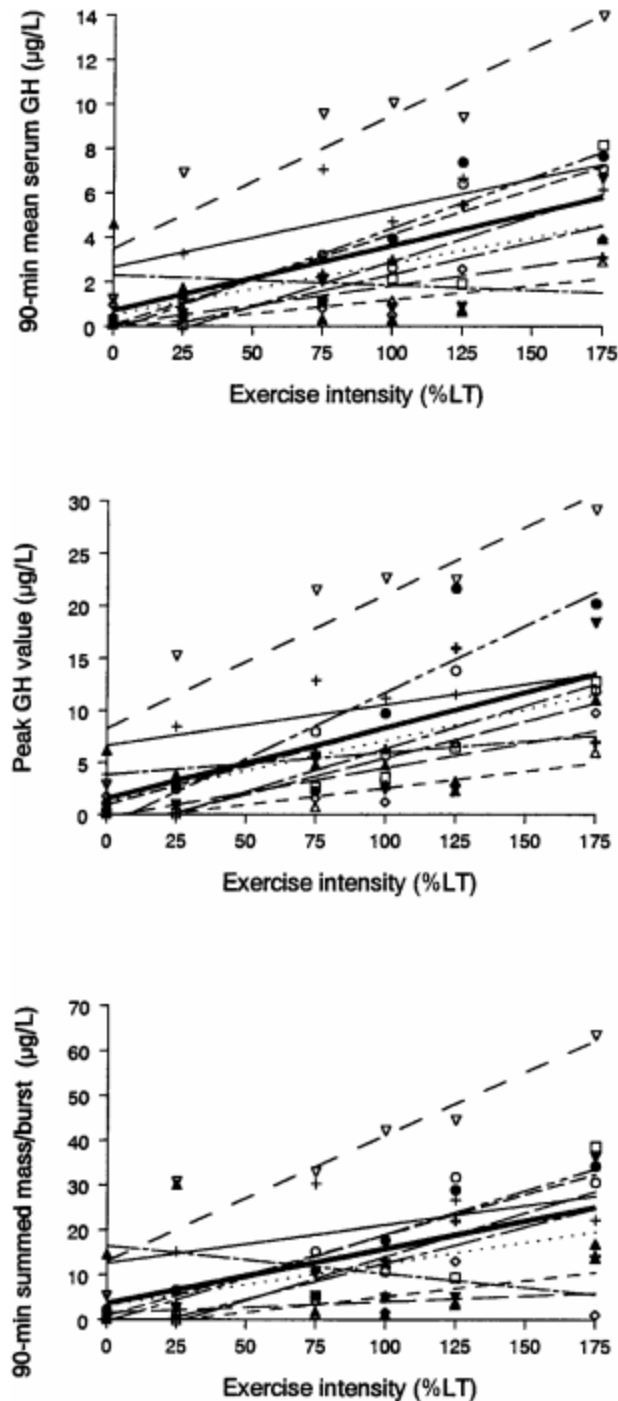 90-min mean serum GH (µg/L)
14
12
10
8
6
4
2
0
0 25 50 75 100 125 150 175
Exercise intensity (%LT)
Peak GH value (µg/L)
30
25
20
15
10
5
0
0 25 50 75 100 125 150 175
Exercise intensity (%LT)
90-min summed mass/burst (µg/L)
70
60
50
40
30
20
10
0
0 25 50 75 100 125 150 175
Exercise intensity (%LT)